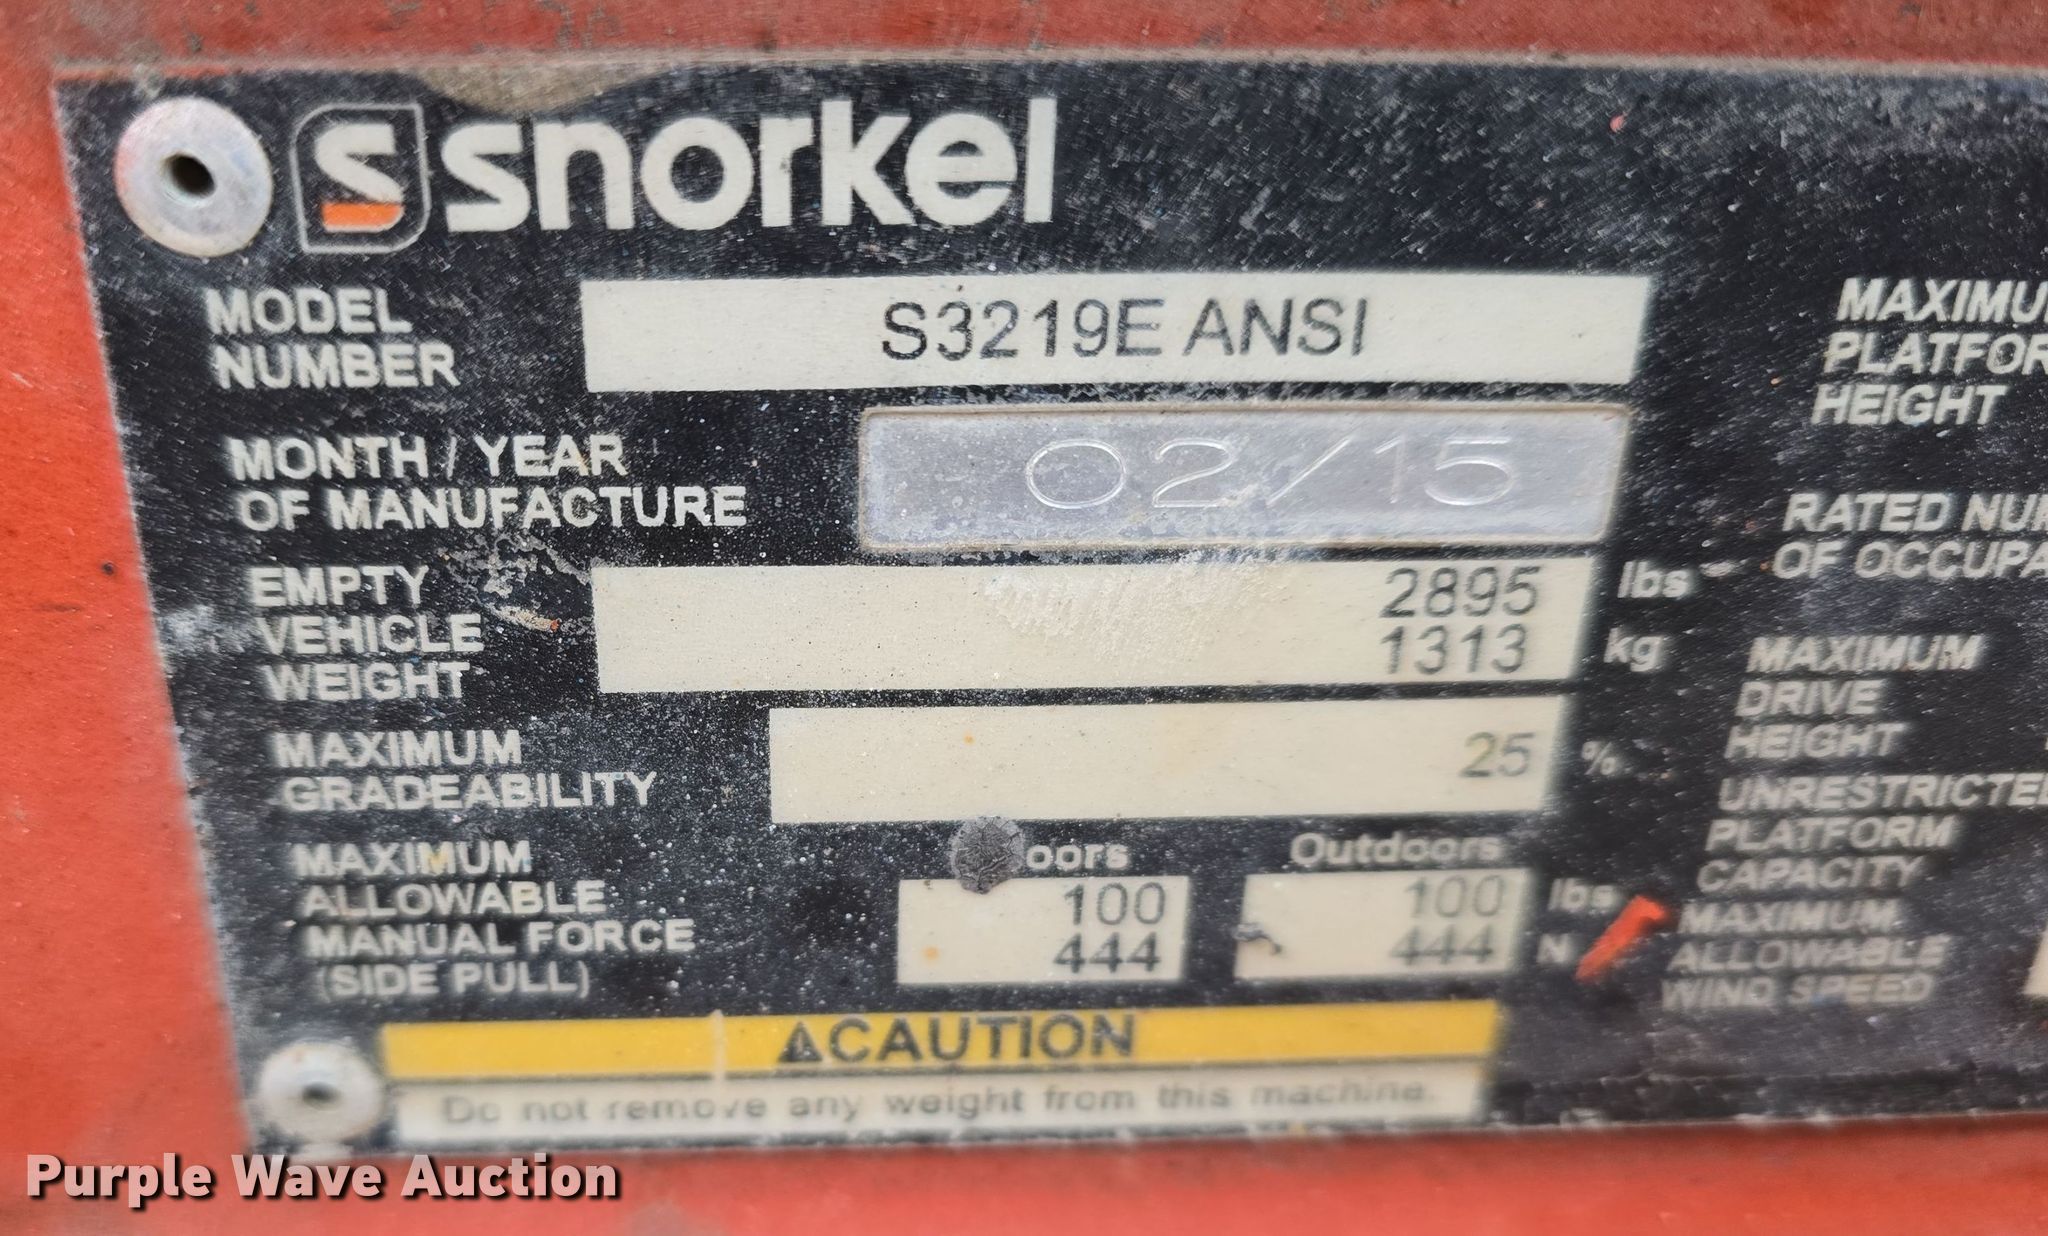 S snorkel
MODEL NUMBER S3219E ANSI
MONTH / YEAR OF MANUFACTURE 02/15
EMPTY VEHICLE WEIGHT 2895 lbs
1313 kg
MAXIMUM GRADEABILITY 25 %
oors Outdoors
MAXIMUM ALLOWABLE MANUAL FORCE (SIDE PULL) 100 100 lbs
444 444 N
⚠CAUTION
Do not remove any weight from this machine.
MAXIMU
PLATFOR
HEIGHT
RATED NU
OF OCCUPA
MAXIMUM
DRIVE
HEIGHT
UNRESTRICTE
PLATFORM
CAPACITY
MAXIMUM
ALLOWABLE
WIND SPEED
Purple Wave Auction